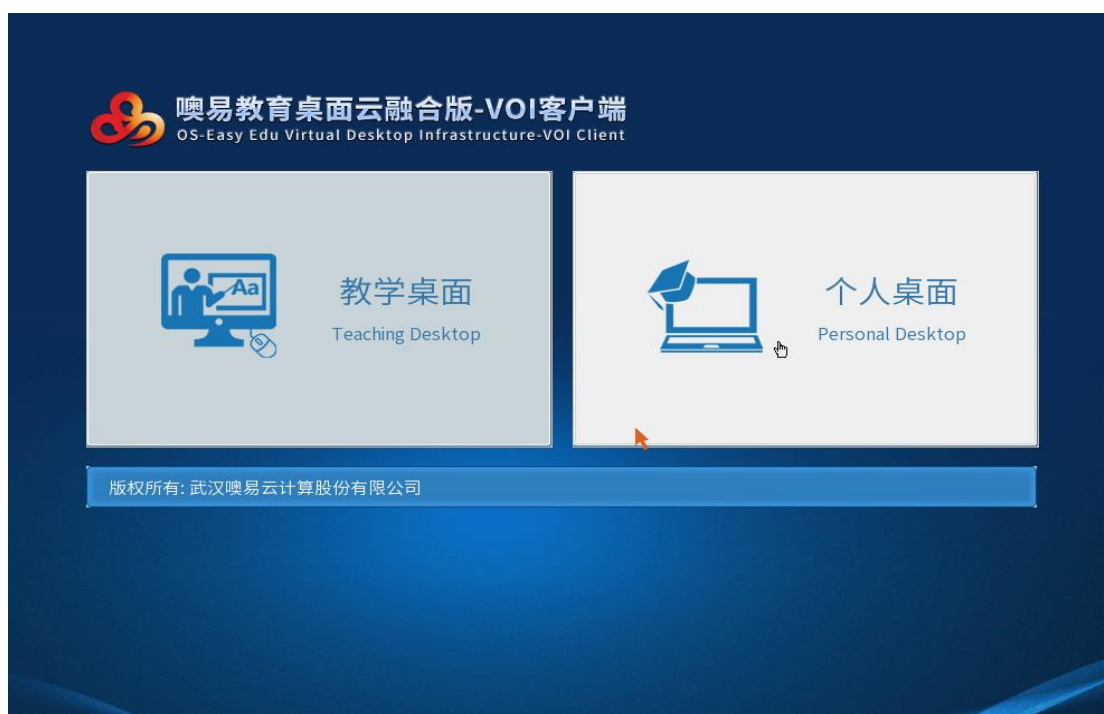 噢易教育桌面云融合版-VOI客户端
OS-Easy Edu Virtual Desktop Infrastructure-VOI Client
Aa
教学桌面
Teaching Desktop
个人桌面
Personal Desktop
版权所有: 武汉噢易云计算股份有限公司